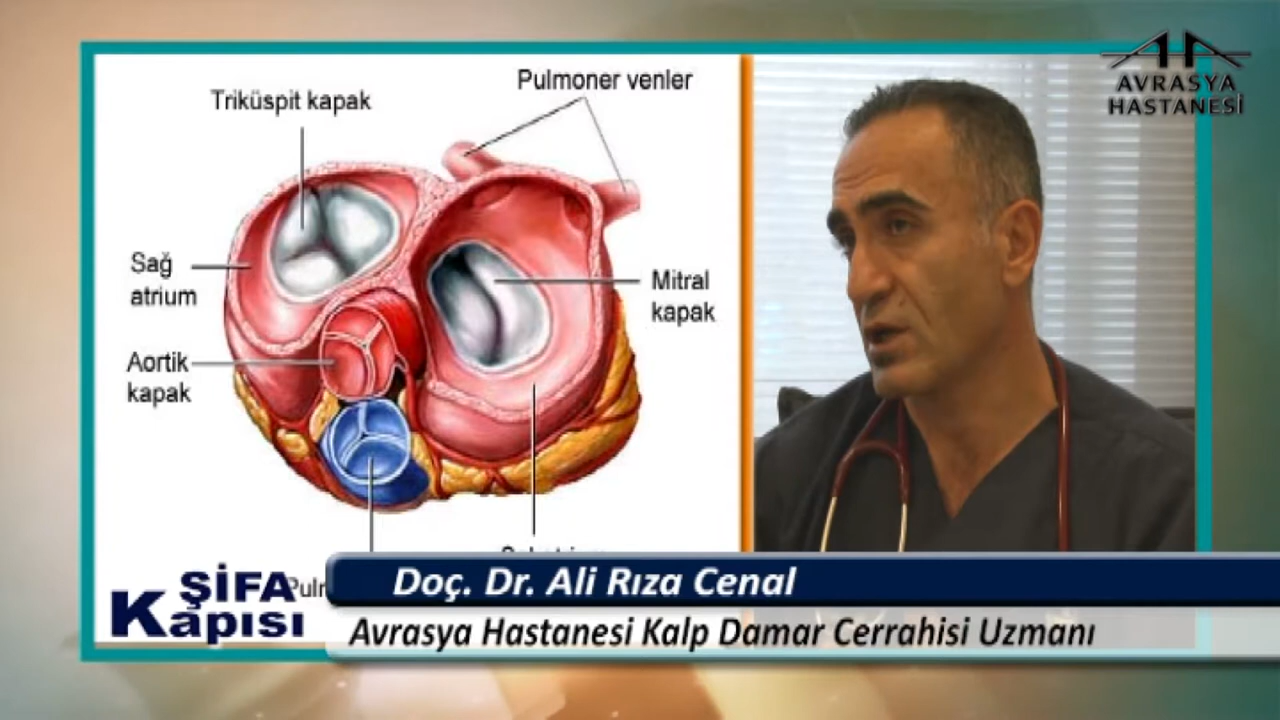 Pulmoner venler
Triküspit kapak
AVRASYA
HASTANESİ
Sağ
atrium
Mitral
kapak
Aortik
kapak
ŞİFA
Kapısı
Doç. Dr. Ali Rıza Cenal
Avrasya Hastanesi Kalp Damar Cerrahisi Uzmanı